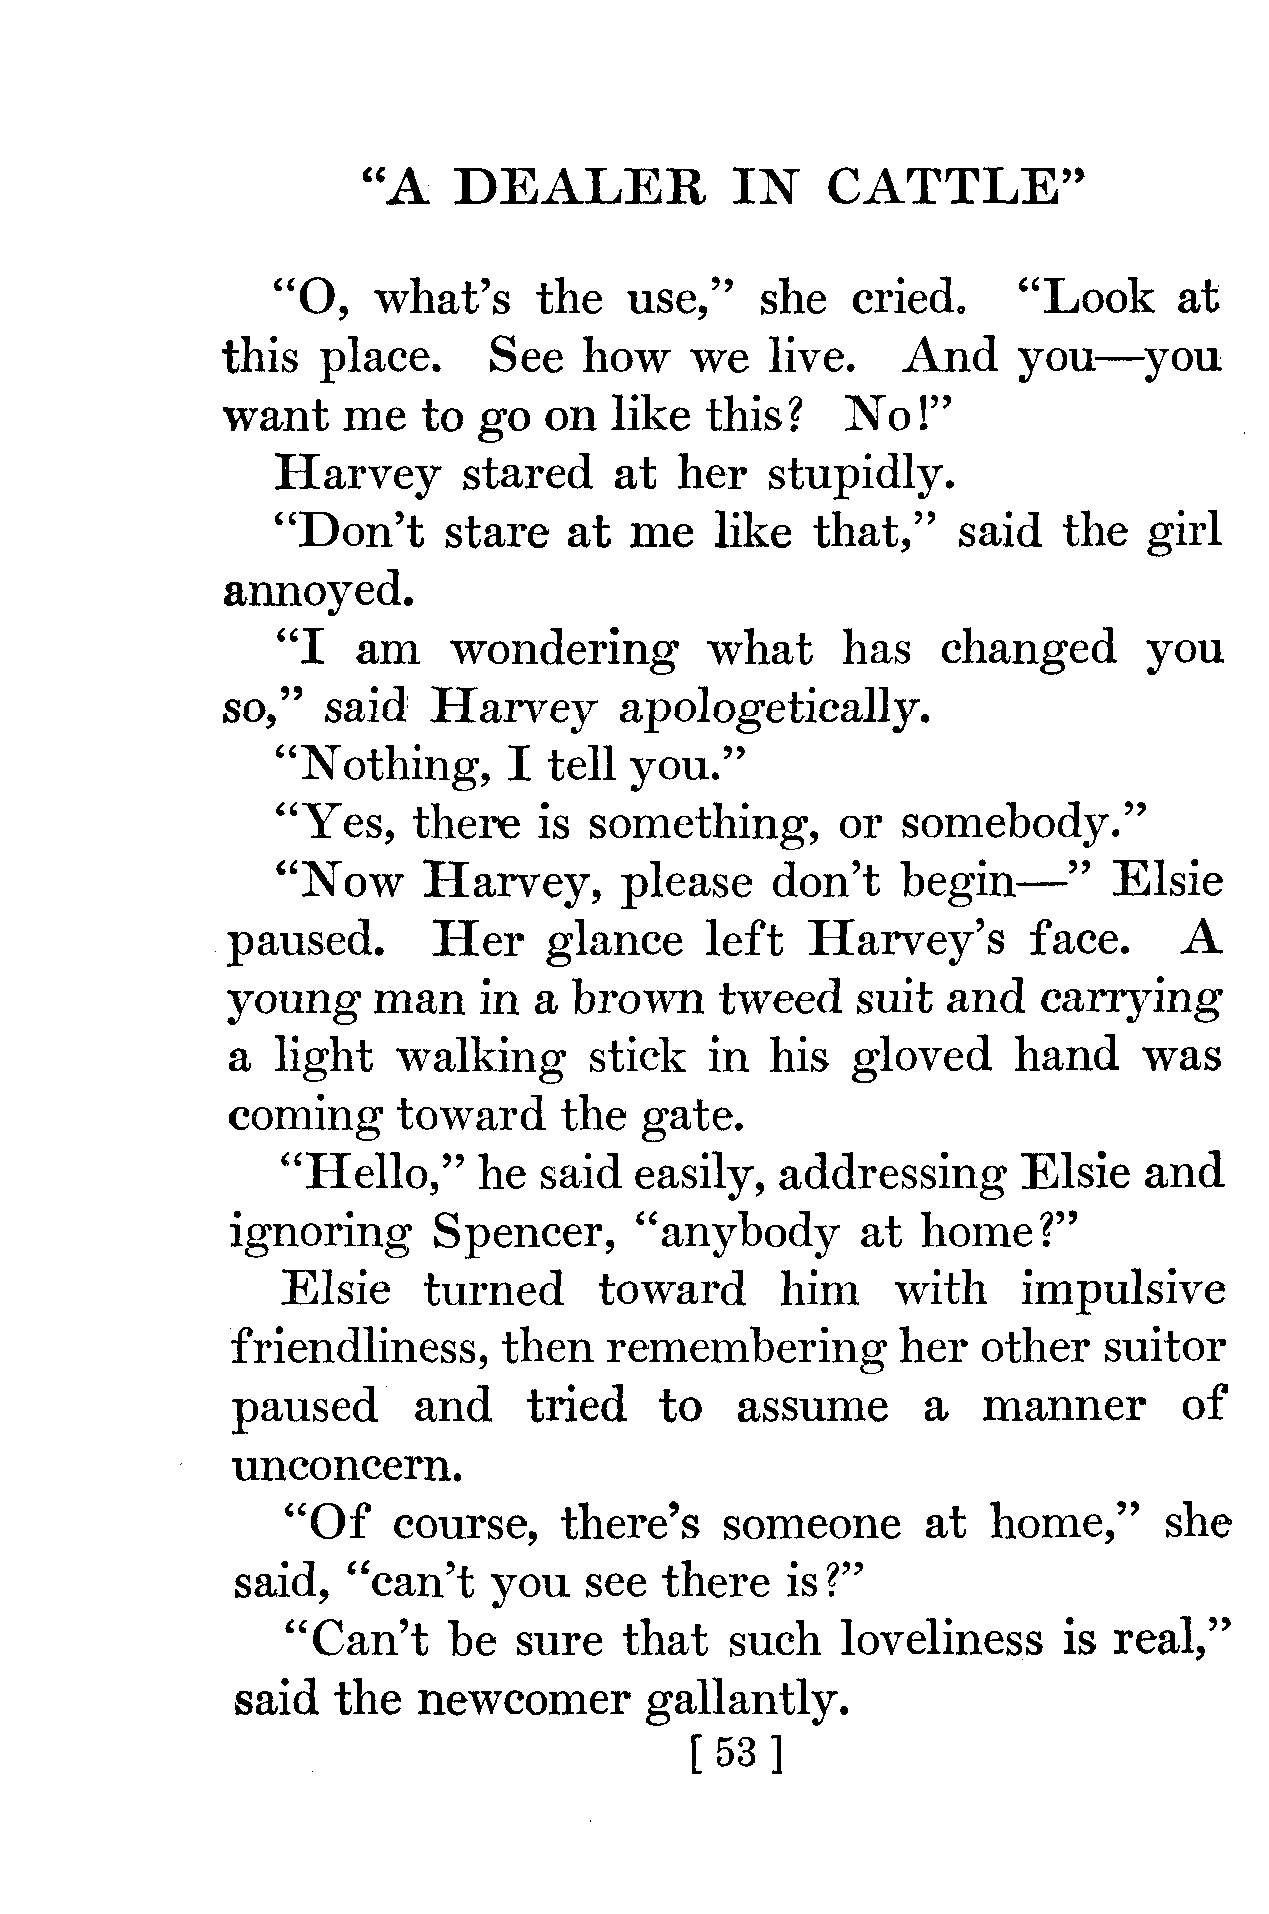 “A DEALER IN CATTLE”
“O, what’s the use,” she cried. “Look at
this place. See how we live. And you—you
want me to go on like this? No!”
Harvey stared at her stupidly.
“Don’t stare at me like that,” said the girl
annoyed.
“I am wondering what has changed you
so,” said Harvey apologetically.
“Nothing, I tell you.”
“Yes, there is something, or somebody.”
“Now Harvey, please don’t begin—” Elsie
paused. Her glance left Harvey’s face. A
young man in a brown tweed suit and carrying
a light walking stick in his gloved hand was
coming toward the gate.
“Hello,” he said easily, addressing Elsie and
ignoring Spencer, “anybody at home?”
Elsie turned toward him with impulsive
friendliness, then remembering her other suitor
paused and tried to assume a manner of
unconcern.
“Of course, there’s someone at home,” she
said, “can’t you see there is?”
“Can’t be sure that such loveliness is real,”
said the newcomer gallantly.
[ 53 ]